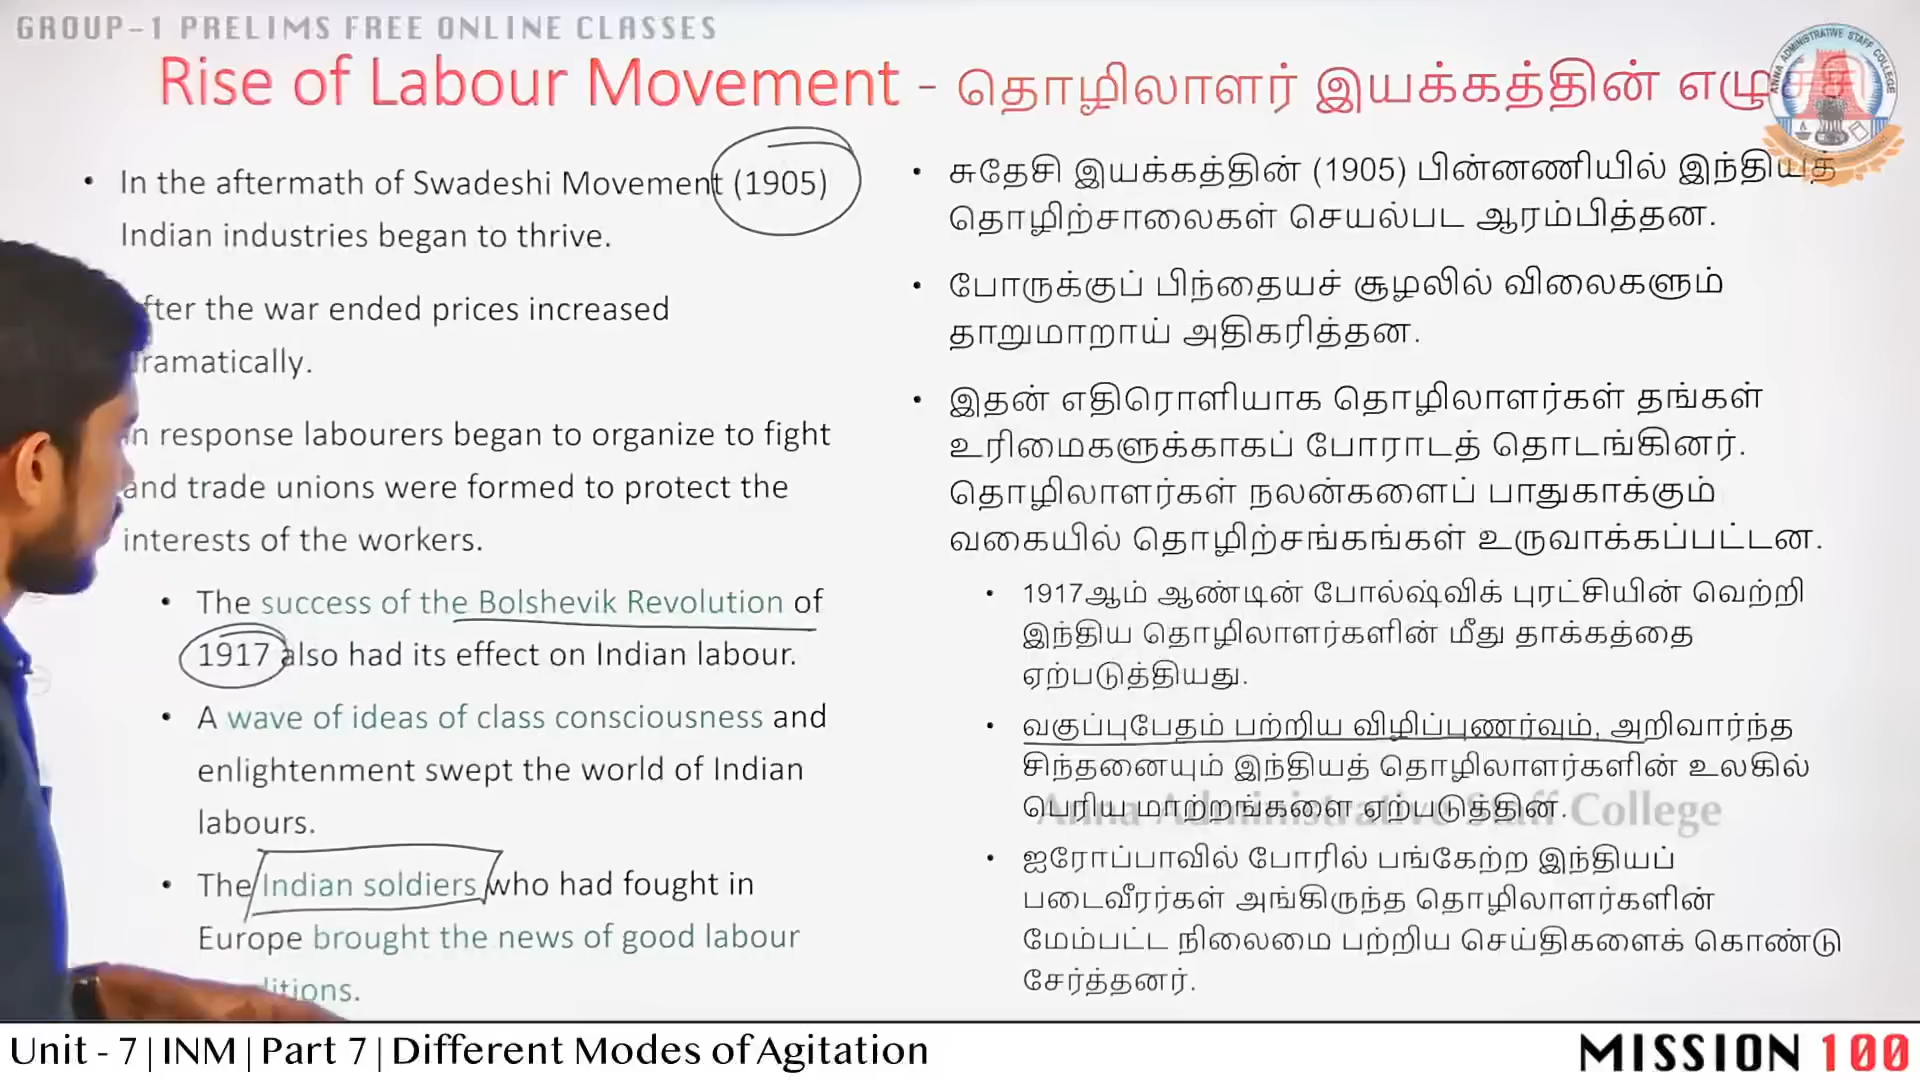 GROUP-1 PRELIMS FREE ONLINE CLASSES
Rise of Labour Movement - தொழிலாளர் இயக்கத்தின்
ANNA ADMINISTRATIVE STAFF COLLEGE
• In the aftermath of Swadeshi Movement (1905)
Indian industries began to thrive.
fter the war ended prices increased
ramatically.
n response labourers began to organize to fight
and trade unions were formed to protect the
interests of the workers.
• The success of the Bolshevik Revolution of
1917 also had its effect on Indian labour.
• A wave of ideas of class consciousness and
enlightenment swept the world of Indian
labours.
• The Indian soldiers who had fought in
Europe brought the news of good labour
itions.
• சுதேசி இயக்கத்தின் (1905) பின்னணியில் இந்தியத்
தொழிற்சாலைகள் செயல்பட ஆரம்பித்தன.
• போருக்குப் பிந்தையச் சூழலில் விலைகளும்
தாறுமாறாய் அதிகரித்தன.
• இதன் எதிரொளியாக தொழிலாளர்கள் தங்கள்
உரிமைகளுக்காகப் போராடத் தொடங்கினர்.
தொழிலாளர்கள் நலன்களைப் பாதுகாக்கும்
வகையில் தொழிற்சங்கங்கள் உருவாக்கப்பட்டன.
• 1917ஆம் ஆண்டின் போல்ஷ்விக் புரட்சியின் வெற்றி
இந்திய தொழிலாளர்களின் மீது தாக்கத்தை
ஏற்படுத்தியது.
• வகுப்புபேதம் பற்றிய விழிப்புணர்வும், அறிவார்ந்த
சிந்தனையும் இந்தியத் தொழிலாளர்களின் உலகில்
பெரிய மாற்றங்களை ஏற்படுத்தின.
Anna Administrative Staff College
• ஐரோப்பாவில் போரில் பங்கேற்ற இந்தியப்
படைவீரர்கள் அங்கிருந்த தொழிலாளர்களின்
மேம்பட்ட நிலைமை பற்றிய செய்திகளைக் கொண்டு
சேர்த்தனர்.
Unit - 7 | INM | Part 7 | Different Modes of Agitation
MISSION 100